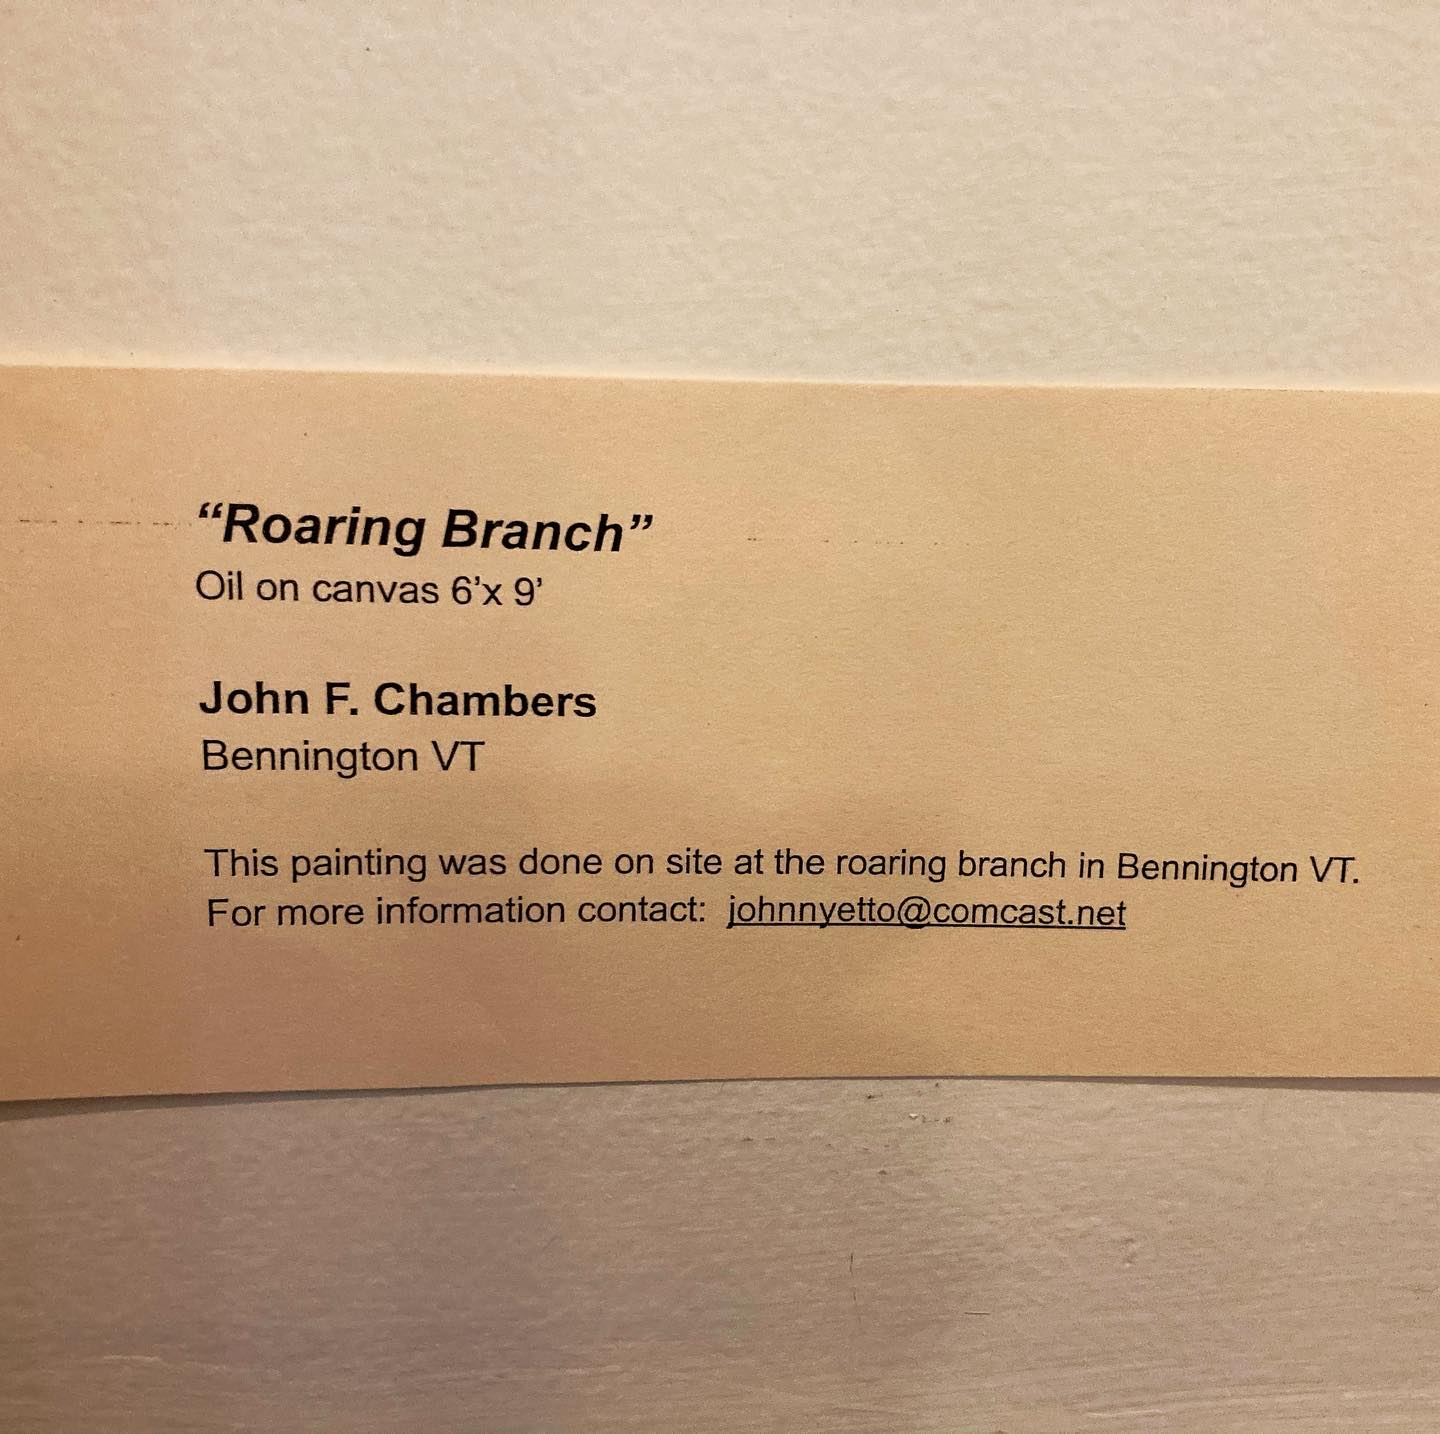 “Roaring Branch”
Oil on canvas 6’x 9’
John F. Chambers
Bennington VT
This painting was done on site at the roaring branch in Bennington VT.
For more information contact:  johnnyetto@comcast.net